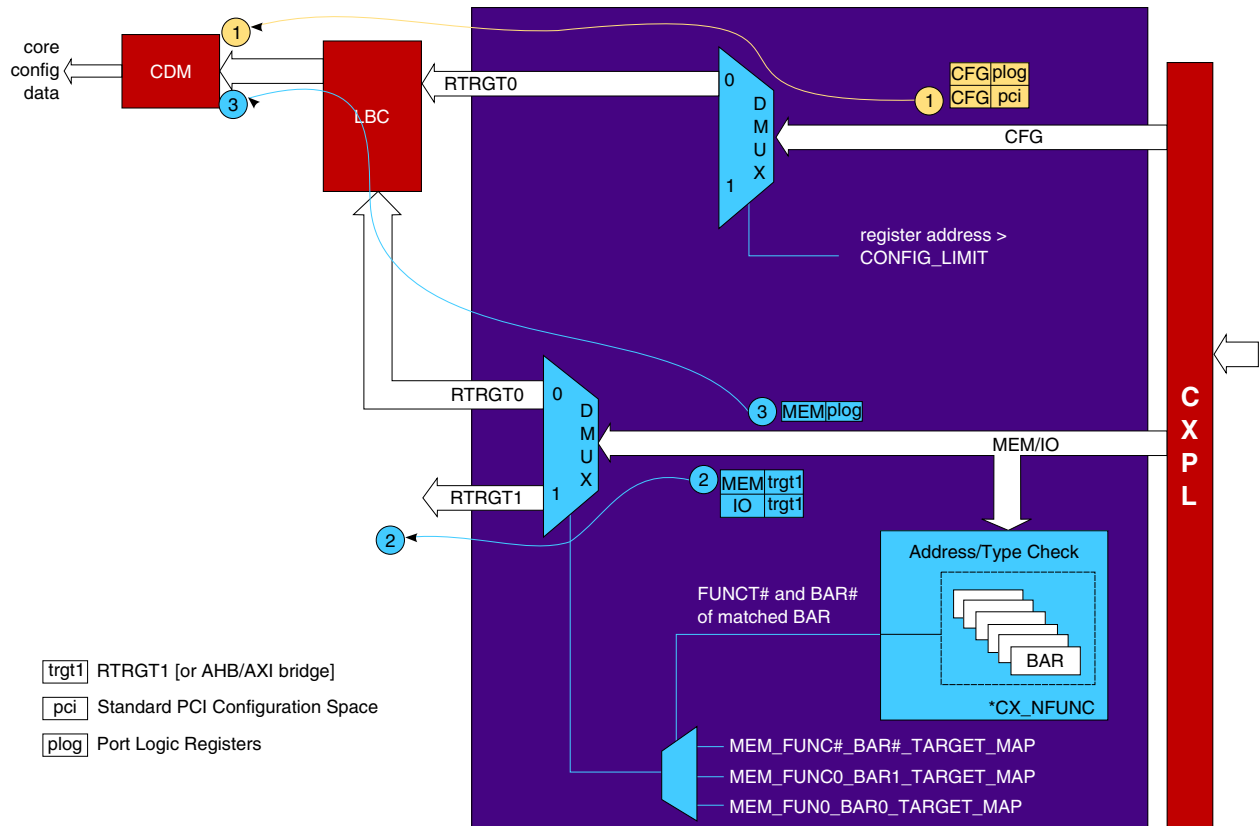 core
config
data
CDM
1
3
LBC
RTRGT0
0
1
D
M
U
X
1
CFG plog
CFG pci
CFG
register address >
CONFIG_LIMIT
C
X
P
L
RTRGT0
0
1
D
M
U
X
3
MEM plog
MEM/IO
RTRGT1
2
2
MEM trgt1
IO trgt1
Address/Type Check
BAR
*CX_NFUNC
FUNCT# and BAR#
of matched BAR
MEM_FUNC#_BAR#_TARGET_MAP
MEM_FUNC0_BAR1_TARGET_MAP
MEM_FUN0_BAR0_TARGET_MAP
trgt1 RTRGT1 [or AHB/AXI bridge]
pci Standard PCI Configuration Space
plog Port Logic Registers